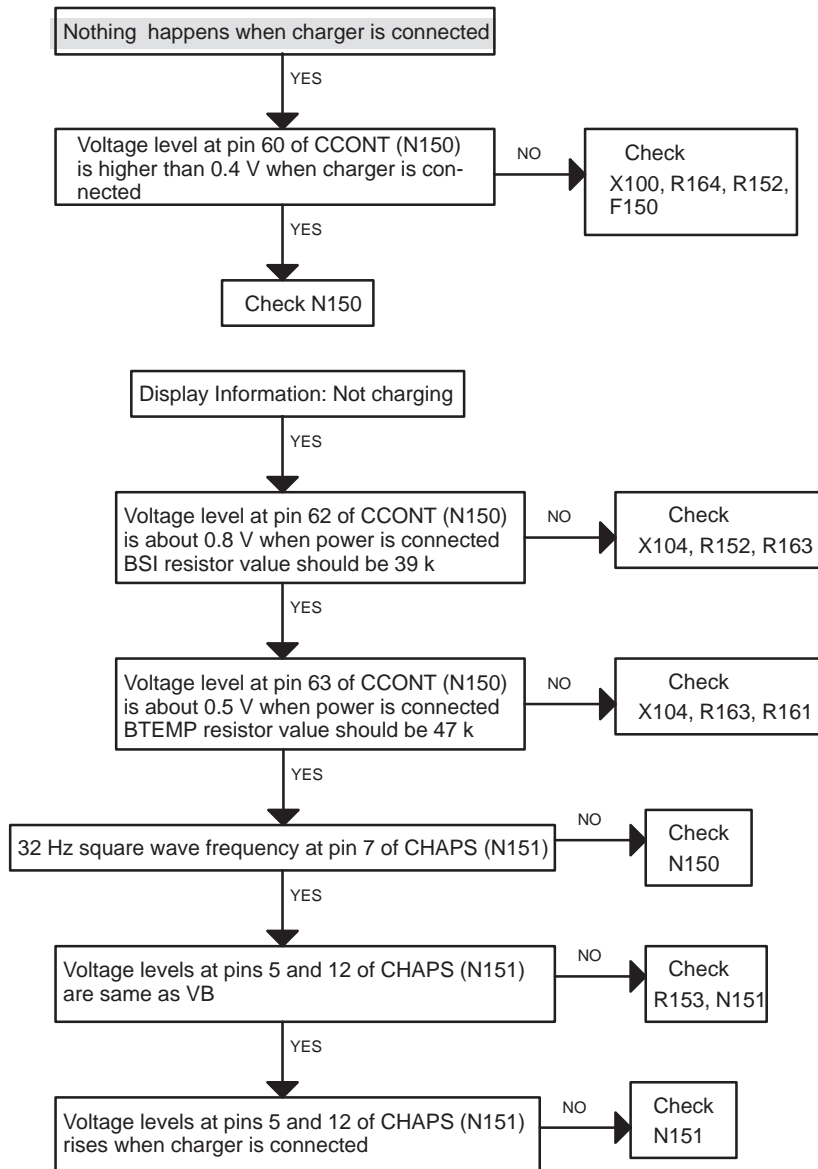 Nothing happens when charger is connected
YES
Voltage level at pin 60 of CCONT (N150)
is higher than 0.4 V when charger is con-
nected
NO
Check
X100, R164, R152,
F150
YES
Check N150
Display Information: Not charging
YES
Voltage level at pin 62 of CCONT (N150)
is about 0.8 V when power is connected
BSI resistor value should be 39 k
NO
Check
X104, R152, R163
YES
Voltage level at pin 63 of CCONT (N150)
is about 0.5 V when power is connected
BTEMP resistor value should be 47 k
NO
Check
X104, R163, R161
YES
32 Hz square wave frequency at pin 7 of CHAPS (N151)
NO
Check
N150
YES
Voltage levels at pins 5 and 12 of CHAPS (N151)
are same as VB
NO
Check
R153, N151
YES
Voltage levels at pins 5 and 12 of CHAPS (N151)
rises when charger is connected
NO
Check
N151